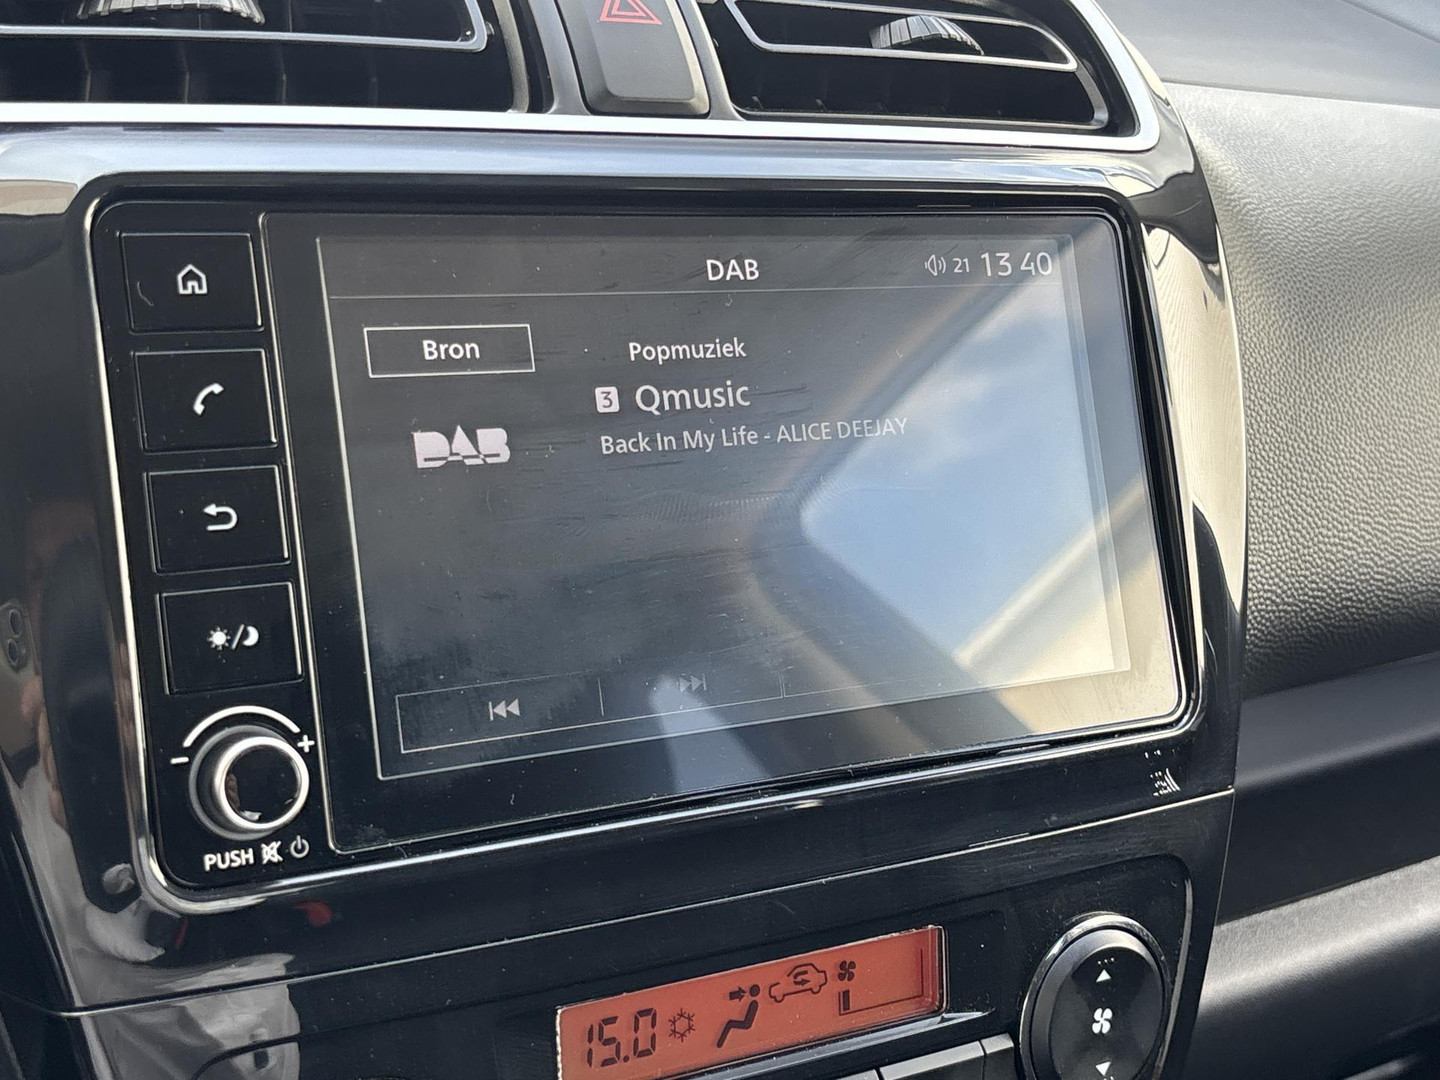 DAB
21 13 40
Bron
Popmuziek
3 Qmusic
Back In My Life - ALICE DEEJAY
DAB
- +
PUSH
15.0